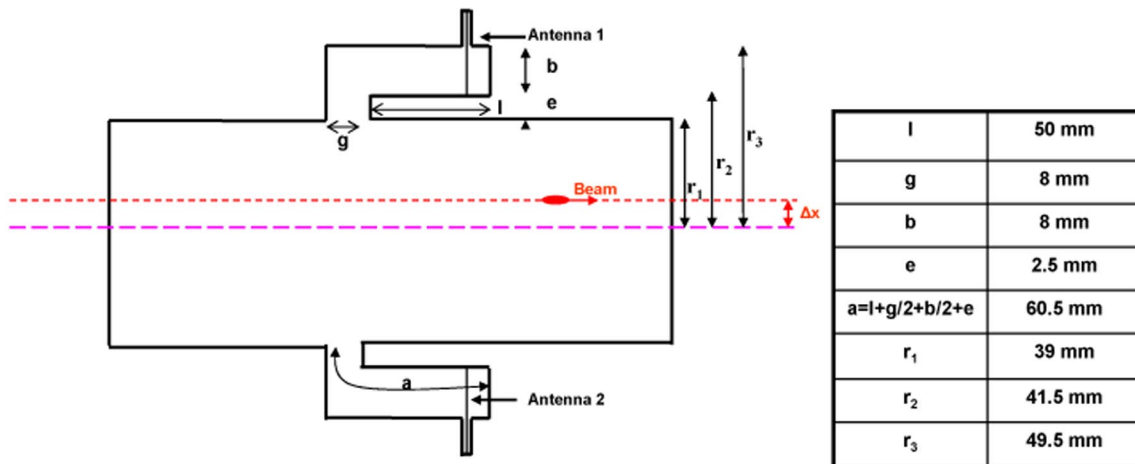 Antenna 1
b
l
e
g
r₁
r₂
r₃
Beam
Δx
a
Antenna 2
l 50 mm
g 8 mm
b 8 mm
e 2.5 mm
a=l+g/2+b/2+e 60.5 mm
r₁ 39 mm
r₂ 41.5 mm
r₃ 49.5 mm